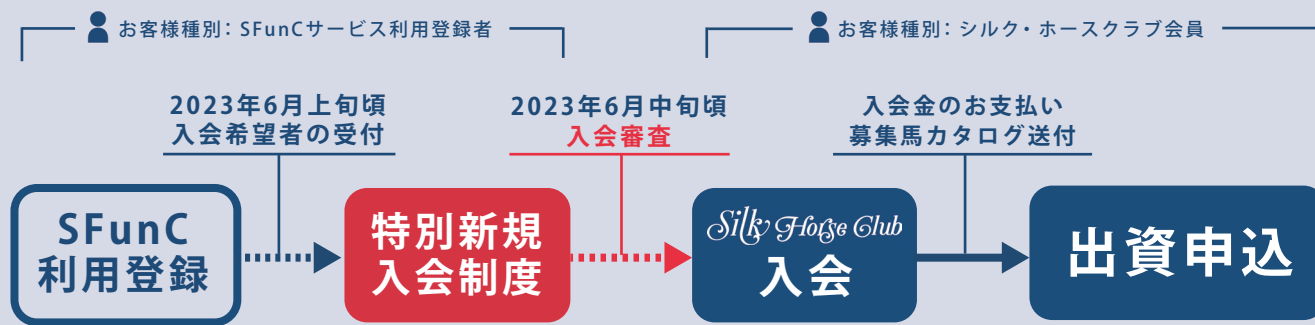 お客様種別：SFunCサービス利用登録者
お客様種別：シルク・ホースクラブ会員
2023年6月上旬頃
入会希望者の受付
2023年6月中旬頃
入会審査
入会金のお支払い
募集馬カタログ送付
SFunC
利用登録
特別新規
入会制度
Silk Horse Club
入会
出資申込